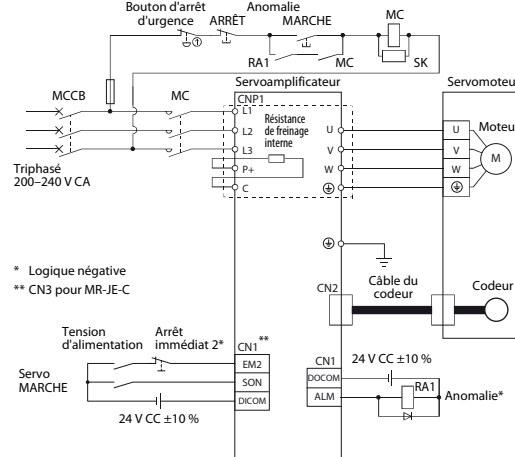 Bouton d'arrêt
d'urgence
ARRÊT
Anomalie
MARCHE
MC
①
RA1
MC
SK
Servoamplificateur
Servomoteu
MCCB
MC
CNP1
L1
L2
L3
P+
C
Résistance
de freinage
interne
U
V
W
U
V
W
Moteu
M
Triphasé
200–240 V CA
* Logique négative
** CN3 pour MR-JE-C
CN2
Câble du
codeur
Codeur
Tension
d'alimentation
Arrêt
immédiat 2*
CN1
**
Servo
MARCHE
EM2
SON
DICOM
24 V CC ±10 %
CN1
24 V CC ±10 %
DOCOM
ALM
RA1
Anomalie*